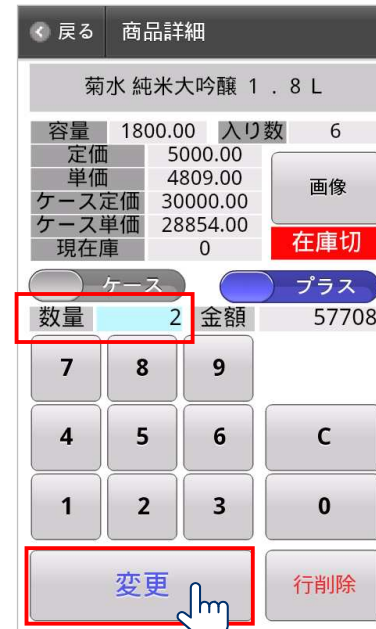 戻る 商品詳細
菊水 純米大吟醸 1.8L
容量 1800.00 入り数 6
定価 5000.00
単価 4809.00
画像
ケース定価 30000.00
ケース単価 28854.00
現在庫 0 在庫切
ケース プラス
数量 2 金額 57708
7 8 9
4 5 6 C
1 2 3 0
変更 行削除